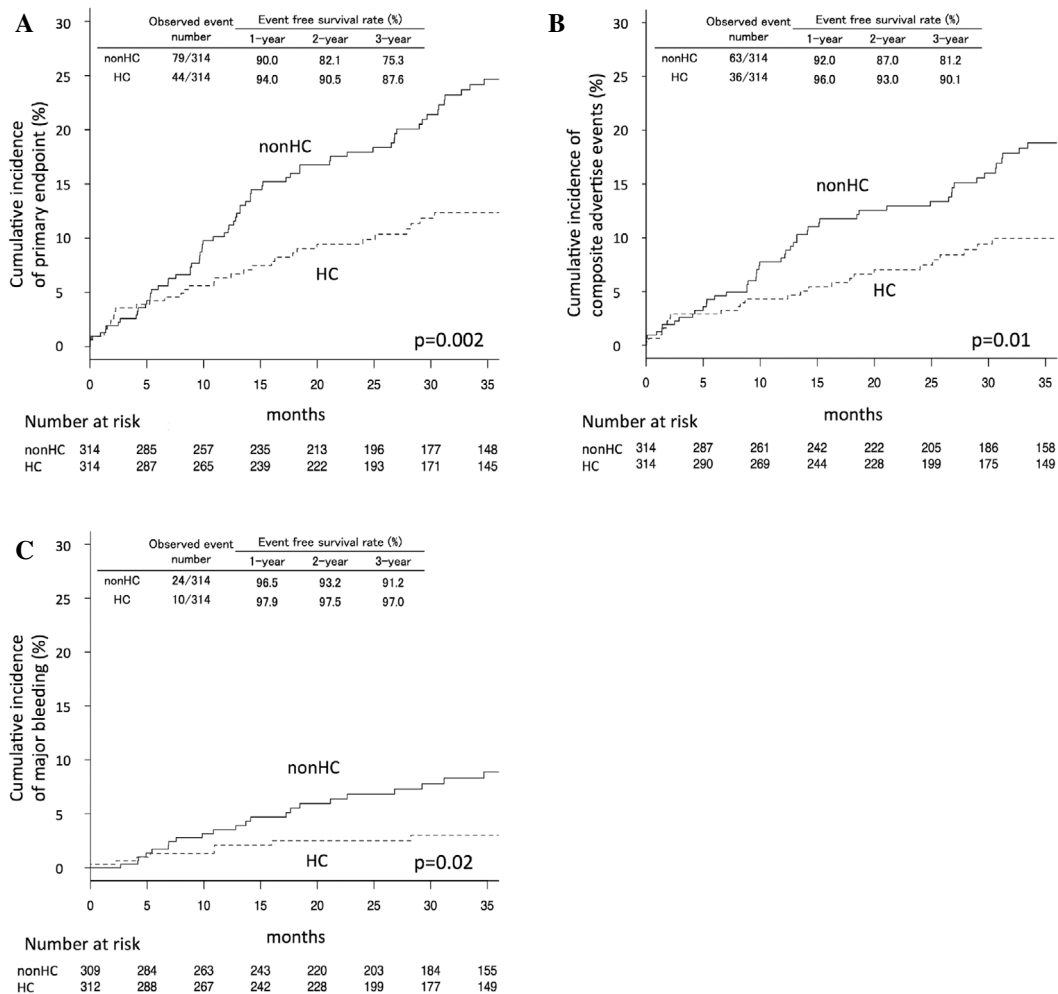 A
30
25
20
15
10
5
0
Cumulative incidence
of primary endpoint (%)
Observed event Event free survival rate (%)
number 1-year 2-year 3-year
nonHC 79/314 90.0 82.1 75.3
HC 44/314 94.0 90.5 87.6
nonHC
HC
p=0.002
0 5 10 15 20 25 30 35
months
Number at risk
nonHC 314 285 257 235 213 196 177 148
HC 314 287 265 239 222 193 171 145
B
30
25
20
15
10
5
0
Cumulative incidence of
composite advertise events (%)
Observed event Event free survival rate (%)
number 1-year 2-year 3-year
nonHC 63/314 92.0 87.0 81.2
HC 36/314 96.0 93.0 90.1
nonHC
HC
p=0.01
0 5 10 15 20 25 30 35
months
Number at risk
nonHC 314 287 261 242 222 205 186 158
HC 314 290 269 244 228 199 175 149
C
30
25
20
15
10
5
0
Cumulative incidence
of major bleeding (%)
Observed event Event free survival rate (%)
number 1-year 2-year 3-year
nonHC 24/314 96.5 93.2 91.2
HC 10/314 97.9 97.5 97.0
nonHC
HC
p=0.02
0 5 10 15 20 25 30 35
months
Number at risk
nonHC 309 284 263 243 220 203 184 155
HC 312 288 267 242 228 199 177 149